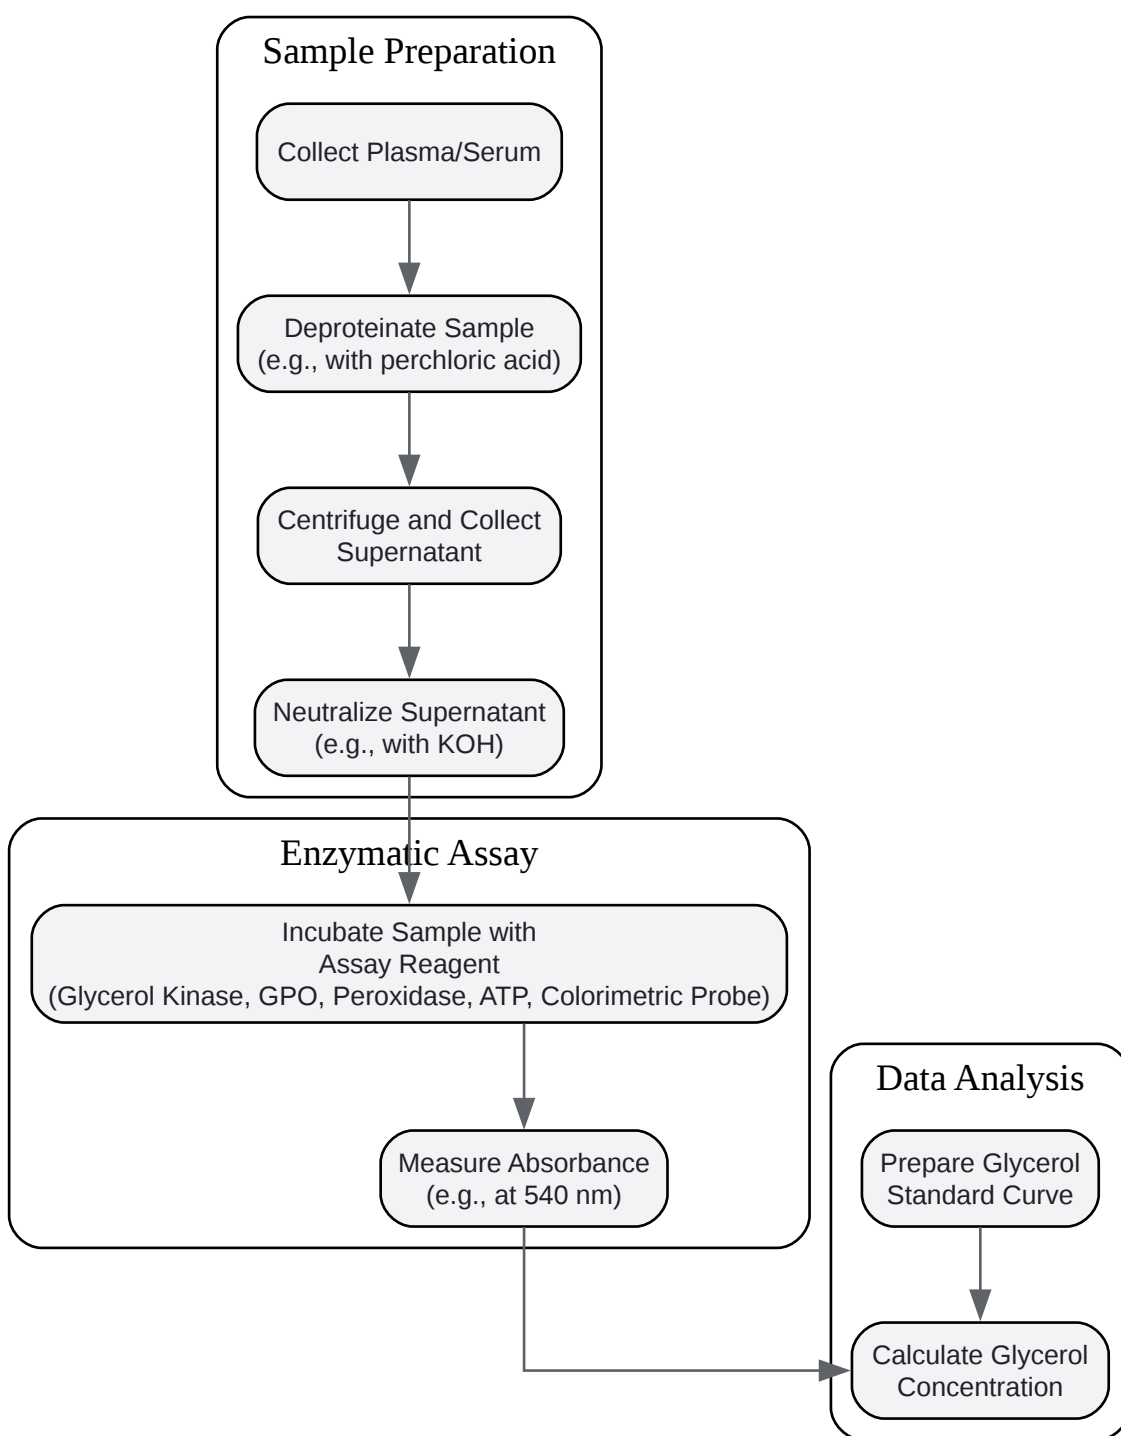 Sample Preparation
Collect Plasma/Serum
Deproteinate Sample
(e.g., with perchloric acid)
Centrifuge and Collect
Supernatant
Neutralize Supernatant
(e.g., with KOH)
Enzymatic Assay
Incubate Sample with
Assay Reagent
(Glycerol Kinase, GPO, Peroxidase, ATP, Colorimetric Probe)
Measure Absorbance
(e.g., at 540 nm)
Data Analysis
Prepare Glycerol
Standard Curve
Calculate Glycerol
Concentration